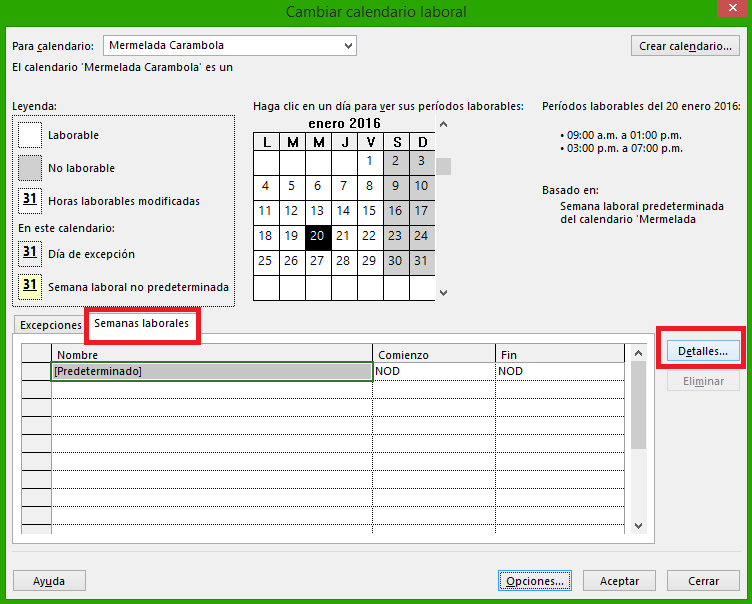 Cambiar calendario laboral
Para calendario: Mermelada Carambola
Crear calendario...
El calendario 'Mermelada Carambola' es un
Leyenda:
Laborable
No laborable
31 Horas laborables modificadas
En este calendario:
31 Día de excepción
31 Semana laboral no predeterminada
Haga clic en un día para ver sus períodos laborables:
enero 2016
L M M J V S D
1 2 3
4 5 6 7 8 9 10
11 12 13 14 15 16 17
18 19 20 21 22 23 24
25 26 27 28 29 30 31
Períodos laborables del 20 enero 2016:
• 09:00 a.m. a 01:00 p.m.
• 03:00 p.m. a 07:00 p.m.
Basado en:
Semana laboral predeterminada
del calendario 'Mermelada
Excepciones Semanas laborales
Nombre Comienzo Fin
[Predeterminado] NOD NOD
Detalles...
Eliminar
Ayuda Opciones... Aceptar Cerrar